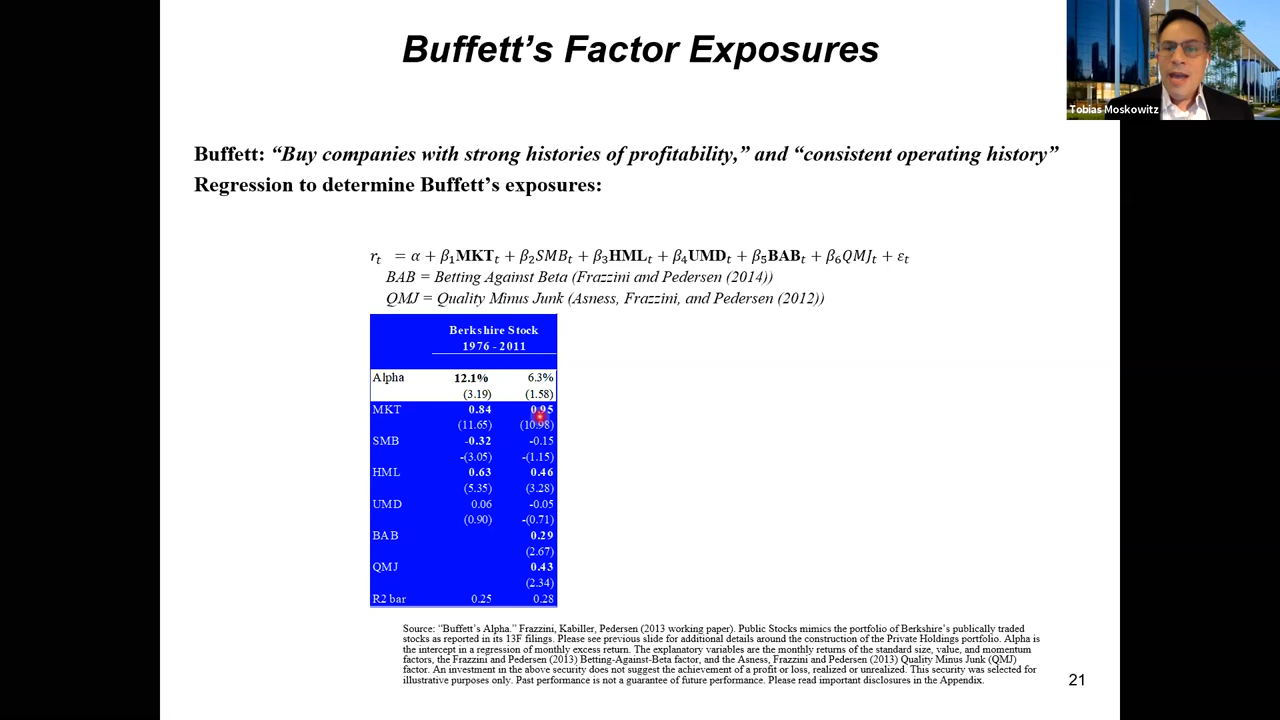 Buffett's Factor Exposures
Tobias Moskowitz
Buffett: “Buy companies with strong histories of profitability,” and “consistent operating history”
Regression to determine Buffett’s exposures:
rₜ = α + β₁MKTₜ + β₂SMBₜ + β₃HMLₜ + β₄UMDₜ + β₅BABₜ + β₆QMJₜ + εₜ
BAB = Betting Against Beta (Frazzini and Pedersen (2014))
QMJ = Quality Minus Junk (Asness, Frazzini, and Pedersen (2012))
Berkshire Stock
1976 - 2011
Alpha 12.1% 6.3%
(3.19) (1.58)
MKT 0.84 0.95
(11.65) (10.98)
SMB -0.32 -0.15
-(3.05) -(1.15)
HML 0.63 0.46
(5.35) (3.28)
UMD 0.06 -0.05
(0.90) -(0.71)
BAB 0.29
(2.67)
QMJ 0.43
(2.34)
R2 bar 0.25 0.28
Source: “Buffett’s Alpha.” Frazzini, Kabiller, Pedersen (2013 working paper). Public Stocks mimics the portfolio of Berkshire’s publically traded
stocks as reported in its 13F filings. Please see previous slide for additional details around the construction of the Private Holdings portfolio. Alpha is
the intercept in a regression of monthly excess return. The explanatory variables are the monthly returns of the standard size, value, and momentum
factors, the Frazzini and Pedersen (2013) Betting-Against-Beta factor, and the Asness, Frazzini and Pedersen (2013) Quality Minus Junk (QMJ)
factor. An investment in the above security does not suggest the achievement of a profit or loss, realized or unrealized. This security was selected for
illustrative purposes only. Past performance is not a guarantee of future performance. Please read important disclosures in the Appendix.
21